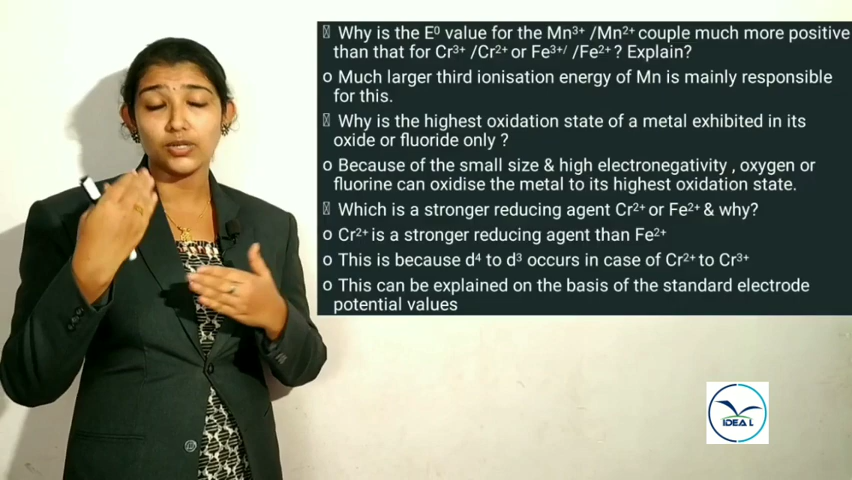 ▯ Why is the E⁰ value for the Mn³⁺ /Mn²⁺ couple much more positive
than that for Cr³⁺ /Cr²⁺ or Fe³⁺/ /Fe²⁺ ? Explain?
o Much larger third ionisation energy of Mn is mainly responsible
for this.
▯ Why is the highest oxidation state of a metal exhibited in its
oxide or fluoride only ?
o Because of the small size & high electronegativity , oxygen or
fluorine can oxidise the metal to its highest oxidation state.
▯ Which is a stronger reducing agent Cr²⁺ or Fe²⁺ & why?
o Cr²⁺ is a stronger reducing agent than Fe²⁺
o This is because d⁴ to d³ occurs in case of Cr²⁺ to Cr³⁺
o This can be explained on the basis of the standard electrode
potential values
IDEAL